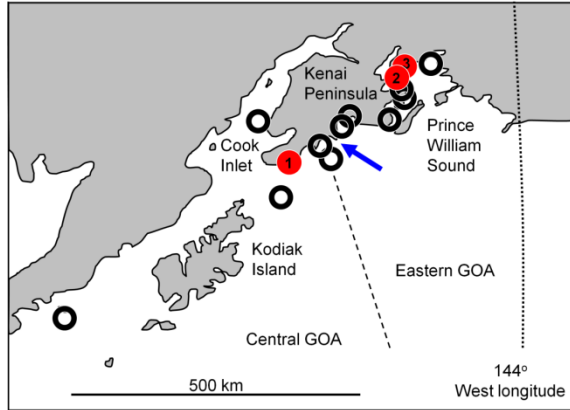 3
2
Kenai
Peninsula
Cook
Inlet
1
Prince
William
Sound
Kodiak
Island
Eastern GOA
Central GOA
500 km
144o
West longitude